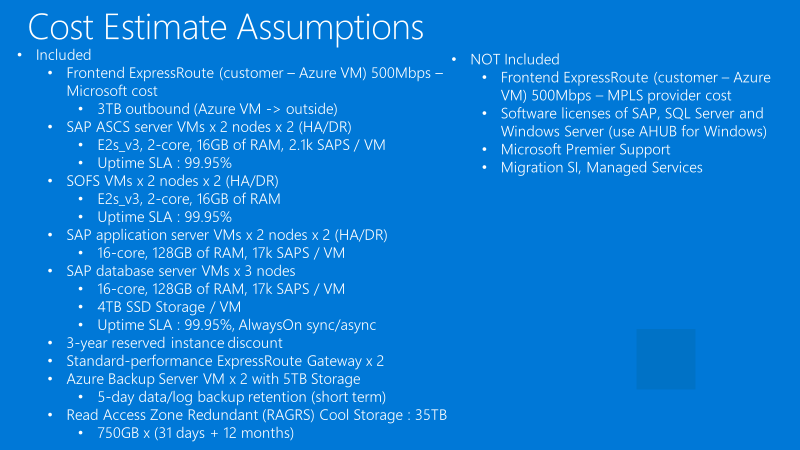 Cost Estimate Assumptions
• Included
• Frontend ExpressRoute (customer – Azure VM) 500Mbps –
Microsoft cost
• 3TB outbound (Azure VM -> outside)
• SAP ASCS server VMs x 2 nodes x 2 (HA/DR)
• E2s_v3, 2-core, 16GB of RAM, 2.1k SAPS / VM
• Uptime SLA : 99.95%
• SOFS VMs x 2 nodes x 2 (HA/DR)
• E2s_v3, 2-core, 16GB of RAM
• Uptime SLA : 99.95%
• SAP application server VMs x 2 nodes x 2 (HA/DR)
• 16-core, 128GB of RAM, 17k SAPS / VM
• SAP database server VMs x 3 nodes
• 16-core, 128GB of RAM, 17k SAPS / VM
• 4TB SSD Storage / VM
• Uptime SLA : 99.95%, AlwaysOn sync/async
• 3-year reserved instance discount
• Standard-performance ExpressRoute Gateway x 2
• Azure Backup Server VM x 2 with 5TB Storage
• 5-day data/log backup retention (short term)
• Read Access Zone Redundant (RAGRS) Cool Storage : 35TB
• 750GB x (31 days + 12 months)
• NOT Included
• Frontend ExpressRoute (customer – Azure
VM) 500Mbps – MPLS provider cost
• Software licenses of SAP, SQL Server and
Windows Server (use AHUB for Windows)
• Microsoft Premier Support
• Migration SI, Managed Services